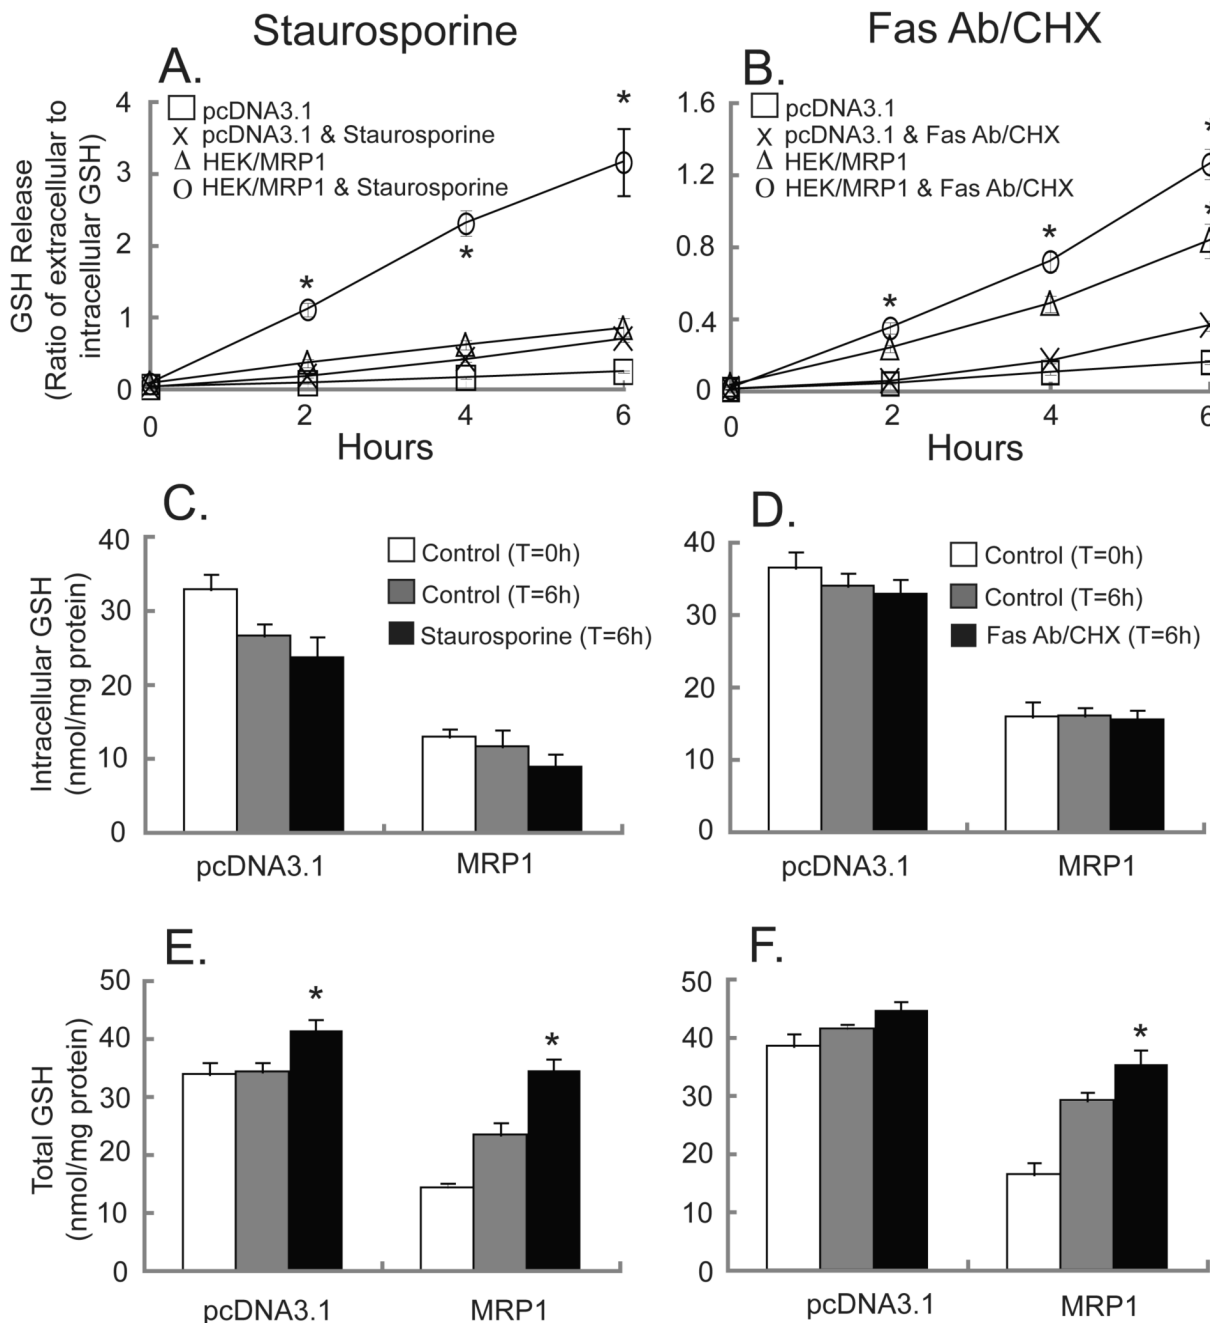 Staurosporine
Fas Ab/CHX
A.
GSH Release
(Ratio of extracellular to
intracellular GSH)
4
3
2
1
0
pcDNA3.1
pcDNA3.1 & Staurosporine
HEK/MRP1
HEK/MRP1 & Staurosporine
*
*
*
0
2
4
6
Hours
B.
1.6
1.2
0.8
0.4
0
pcDNA3.1
pcDNA3.1 & Fas Ab/CHX
HEK/MRP1
HEK/MRP1 & Fas Ab/CHX
*
*
*
*
0
2
4
6
Hours
C.
Intracellular GSH
(nmol/mg protein)
40
30
20
10
0
Control (T=0h)
Control (T=6h)
Staurosporine (T=6h)
pcDNA3.1
MRP1
D.
40
30
20
10
0
Control (T=0h)
Control (T=6h)
Fas Ab/CHX (T=6h)
pcDNA3.1
MRP1
E.
Total GSH
(nmol/mg protein)
50
40
30
20
10
0
*
*
pcDNA3.1
MRP1
F.
50
40
30
20
10
0
*
pcDNA3.1
MRP1